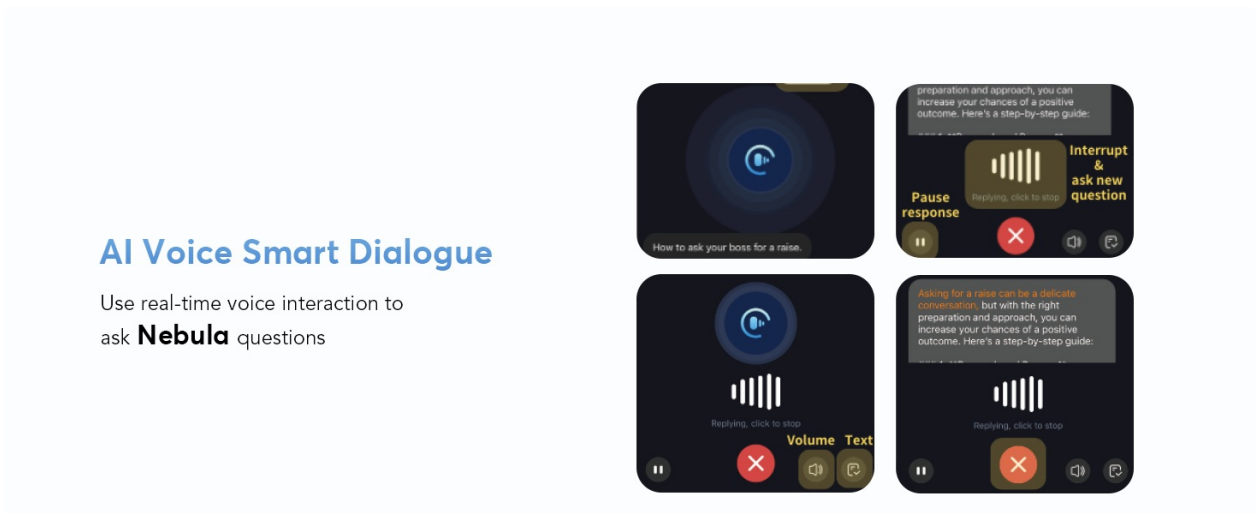 AI Voice Smart Dialogue
Use real-time voice interaction to
ask Nebula questions
How to ask your boss for a raise.
preparation and approach, you can
increase your chances of a positive
outcome. Here's a step-by-step guide:
Interrupt
&
ask new
question
Replying, click to stop
Pause
response
Replying, click to stop
Volume Text
Asking for a raise can be a delicate
conversation, but with the right
preparation and approach, you can
increase your chances of a positive
outcome. Here's a step-by-step guide:
Replying, click to stop